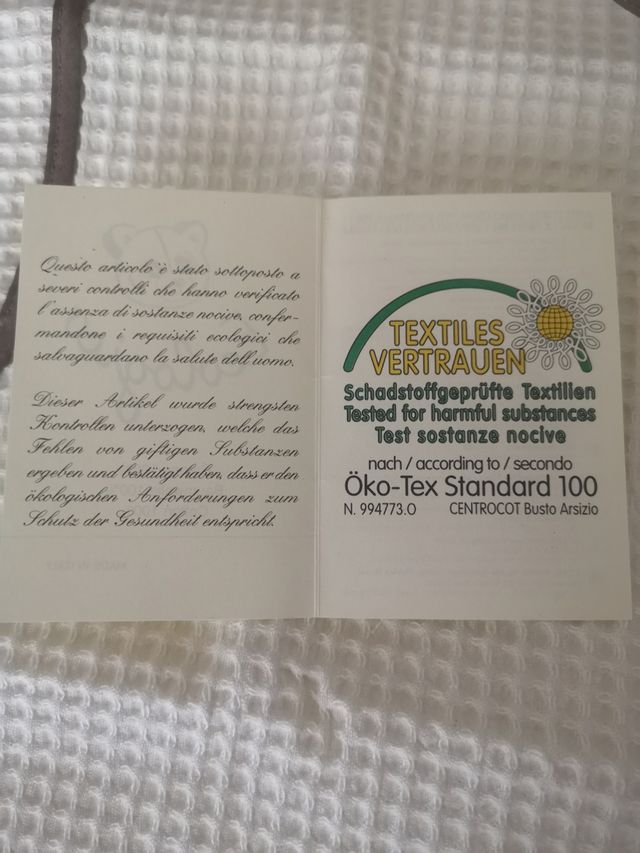 Questo articolo è stato sottoposto a
severi controlli che hanno verificato
l'assenza di sostanze nocive, confer-
mandone i requisiti ecologici che
salvaguardano la salute dell'uomo.
Dieser Artikel wurde strengsten
Kontrollen unterzogen, welche das
Fehlen von giftigen Substanzen
ergeben und bestätigt haben, dass er den
ökologischen Anforderungen zum
Schutz der Gesundheit entspricht.
TEXTILES
VERTRAUEN
Schadstoffgeprüfte Textilien
Tested for harmful substances
Test sostanze nocive
nach / according to / secondo
Öko-Tex Standard 100
N. 994773.O CENTROCOT Busto Arsizio